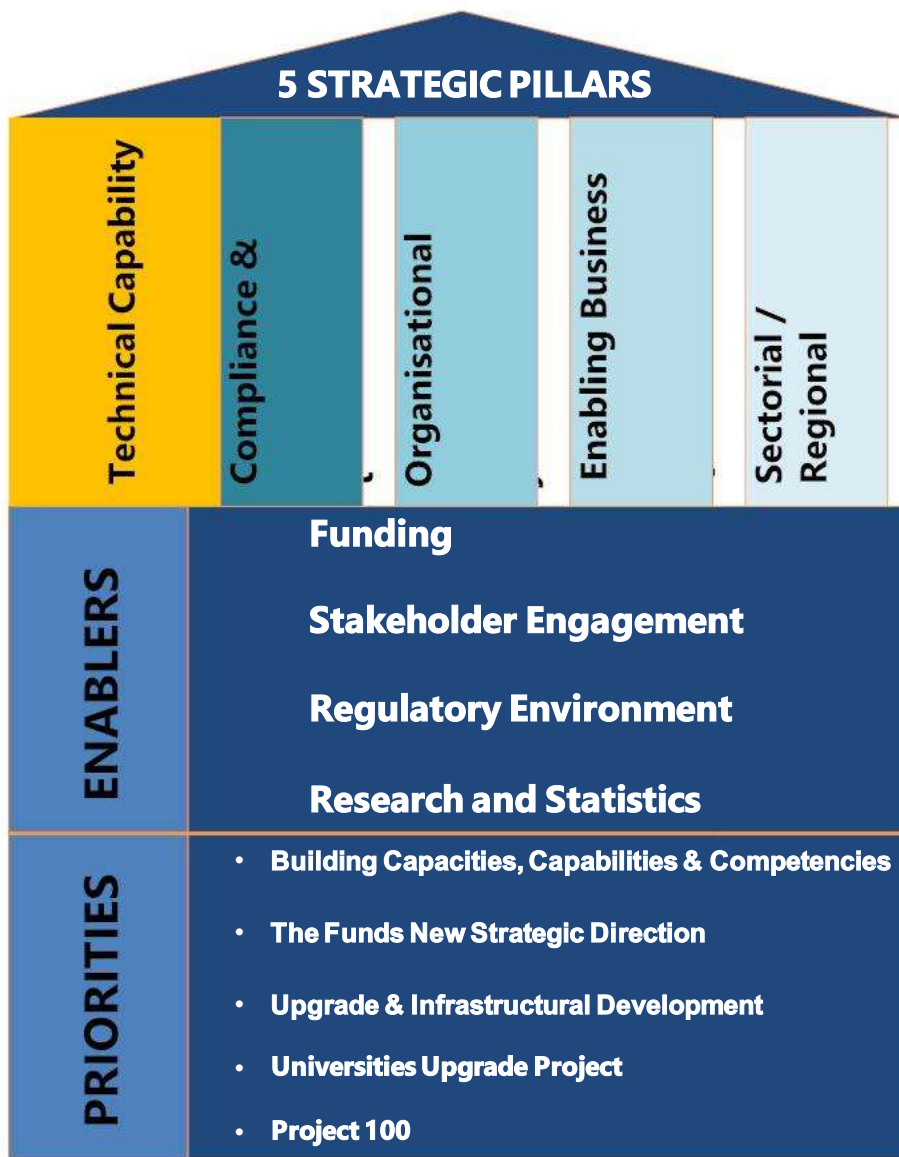 5 STRATEGIC PILLARS
Technical Capability
Compliance &
Organisational
Enabling Business
Sectorial /
Regional
ENABLERS
Funding
Stakeholder Engagement
Regulatory Environment
Research and Statistics
PRIORITIES
• Building Capacities, Capabilities & Competencies
• The Funds New Strategic Direction
• Upgrade & Infrastructural Development
• Universities Upgrade Project
• Project 100